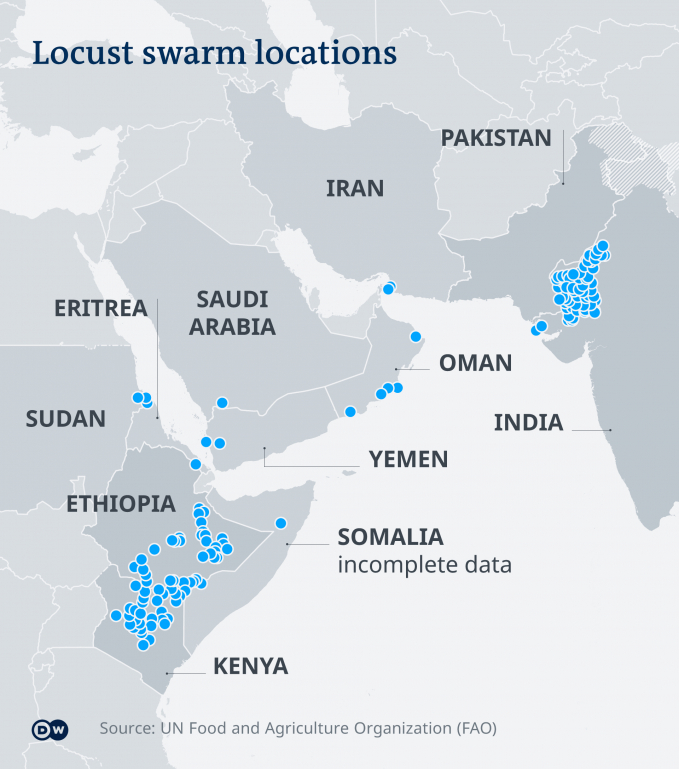 Locust swarm locations
PAKISTAN
IRAN
ERITREA
SAUDI
ARABIA
OMAN
SUDAN
INDIA
YEMEN
ETHIOPIA
SOMALIA
incomplete data
KENYA
DW
Source: UN Food and Agriculture Organization (FAO)